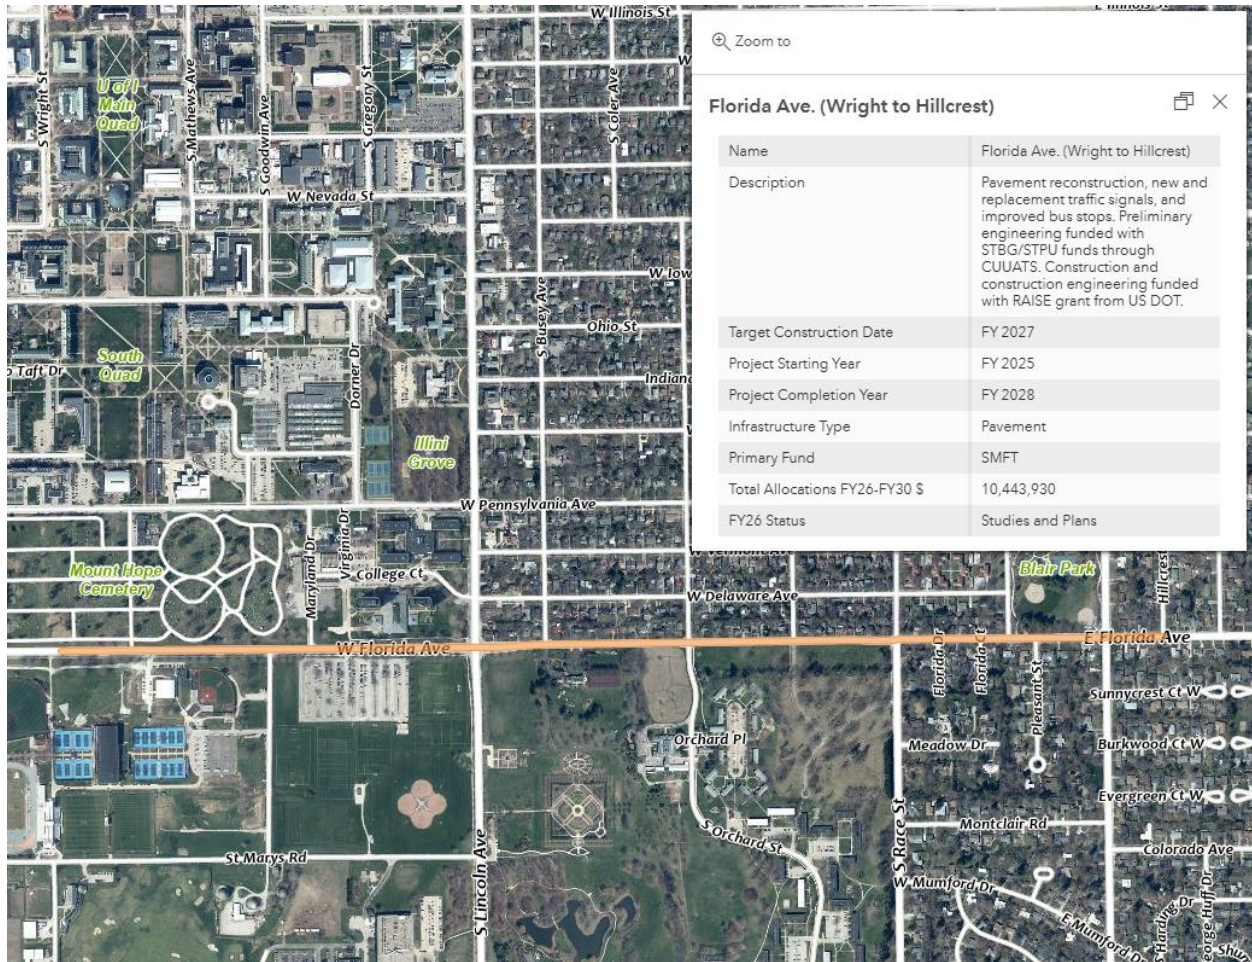 W Illinois St
Zoom to
Florida Ave. (Wright to Hillcrest)
Name
Florida Ave. (Wright to Hillcrest)
Description
Pavement reconstruction, new and
replacement traffic signals, and
improved bus stops. Preliminary
engineering funded with
STBG/STPU funds through
CUUATS. Construction and
construction engineering funded
with RAISE grant from US DOT.
Target Construction Date
FY 2027
Project Starting Year
FY 2025
Project Completion Year
FY 2028
Infrastructure Type
Pavement
Primary Fund
SMFT
Total Allocations FY26-FY30 $
10,443,930
FY26 Status
Studies and Plans
S Wright St
U of I
Main
Quad
S Mathews Ave
S Goodwin Ave
S Gregory St
S Coler Ave
W Nevada St
W Iow
S Busey Ave
Ohio St
South
Quad
o Taft Dr
Dorner Dr
Indiana
Illini
Grove
W Pennsylvania Ave
Mount Hope
Cemetery
Maryland Dr
Virginia Dr
College Ct
W Delaware Ave
Blair Park
Hillcrest
W Florida Ave
E Florida Ave
Florida Dr
Florida Ct
Pleasant St
Sunnycrest Ct W
Orchard Pl
Meadow Dr
Burkwood Ct W
Evergreen Ct W
S Orchard St
S Race St
Montclair Rd
Colorado Ave
St Marys Rd
S Lincoln Ave
W Mumford Dr
E Mumford Dr
S Harding Dr
eorge Huff Dr